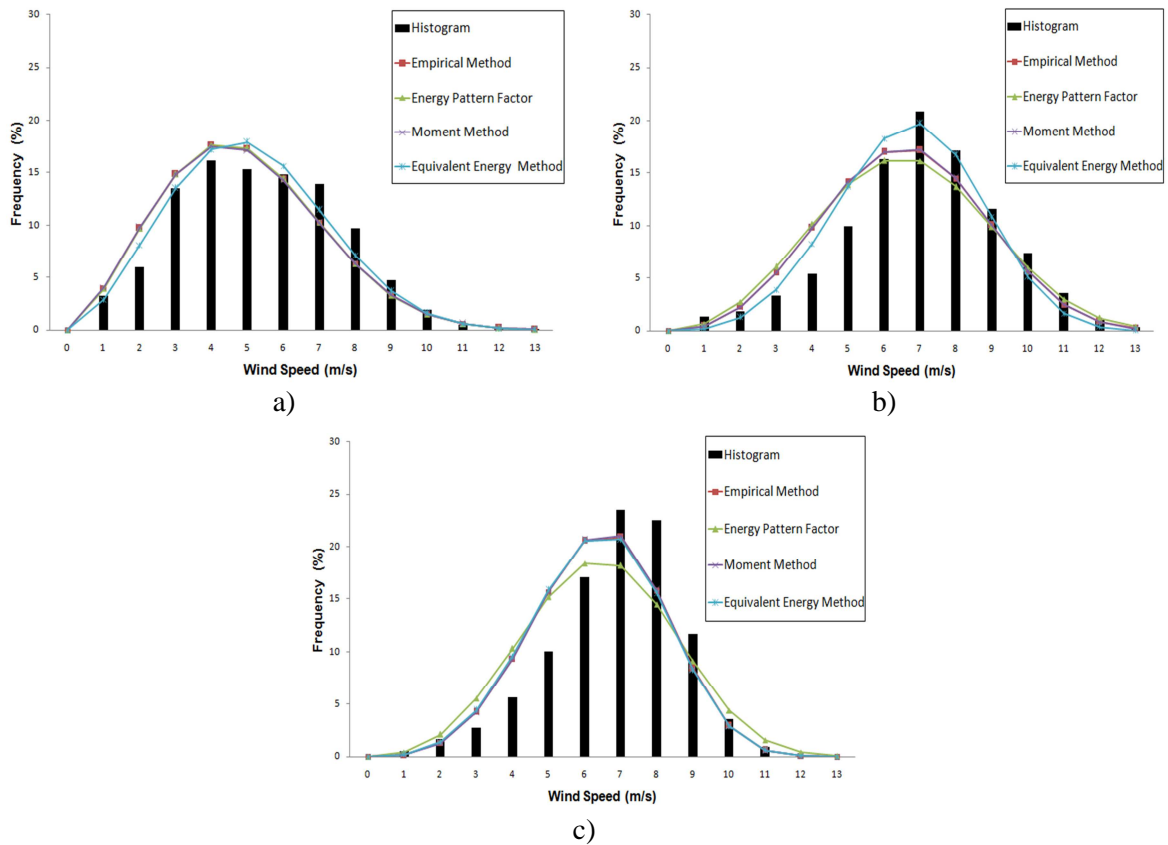 30
25
20
15
10
5
0
Frequency (%)
0 1 2 3 4 5 6 7 8 9 10 11 12 13
Wind Speed (m/s)
Histogram
Empirical Method
Energy Pattern Factor
Moment Method
Equivalent Energy Method
a)
30
25
20
15
10
5
0
Frequency (%)
0 1 2 3 4 5 6 7 8 9 10 11 12 13
Wind Speed (m/s)
Histogram
Empirical Method
Energy Pattern Factor
Moment Method
Equivalent Energy Method
b)
30
25
20
15
10
5
0
Frequency (%)
0 1 2 3 4 5 6 7 8 9 10 11 12 13
Wind Speed (m/s)
Histogram
Empirical Method
Energy Pattern Factor
Moment Method
Equivalent Energy Method
c)